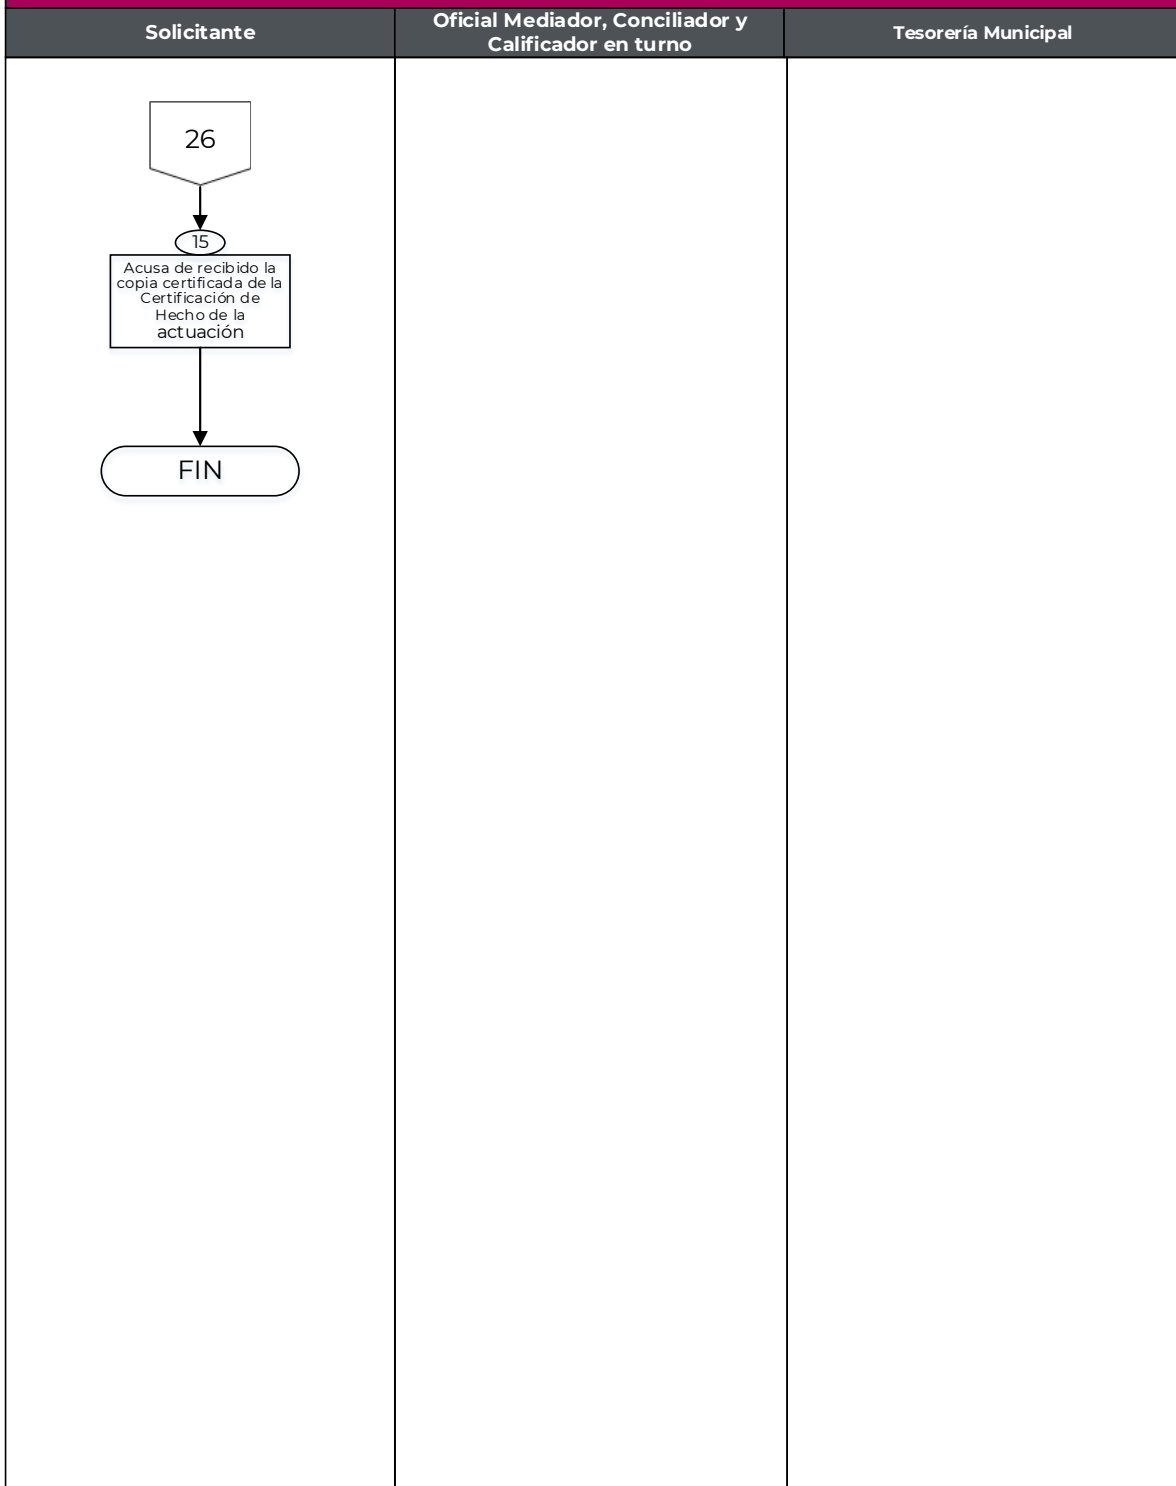 Solicitante
Oficial Mediador, Conciliador y
Calificador en turno
Tesorería Municipal
26
15
Acusa de recibido la
copia certificada de la
Certificación de
Hecho de la
actuación
FIN